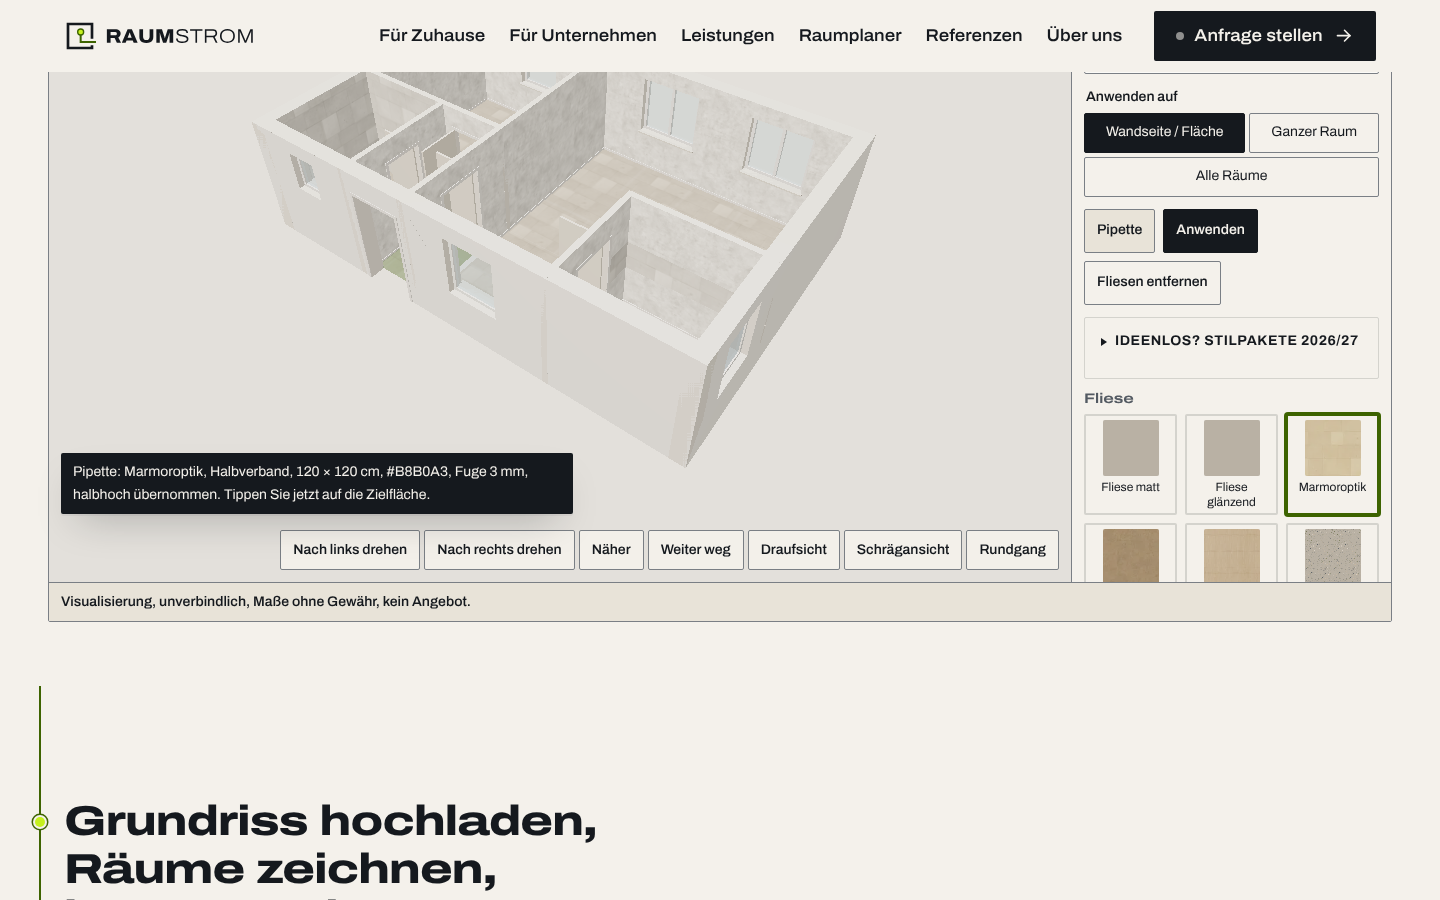 RAUMSTROM
Für Zuhause
Für Unternehmen
Leistungen
Raumplaner
Referenzen
Über uns
Anfrage stellen
Anwenden auf
Wandseite / Fläche
Ganzer Raum
Alle Räume
Pipette
Anwenden
Fliesen entfernen
IDEENLOS? STILPAKETE 2026/27
Fliese
Fliese matt
Fliese
glänzend
Marmoroptik
Pipette: Marmoroptik, Halbverband, 120 × 120 cm, #B8B0A3, Fuge 3 mm,
halbhoch übernommen. Tippen Sie jetzt auf die Zielfläche.
Nach links drehen
Nach rechts drehen
Näher
Weiter weg
Draufsicht
Schrägansicht
Rundgang
Visualisierung, unverbindlich, Maße ohne Gewähr, kein Angebot.
Grundriss hochladen,
Räume zeichnen,